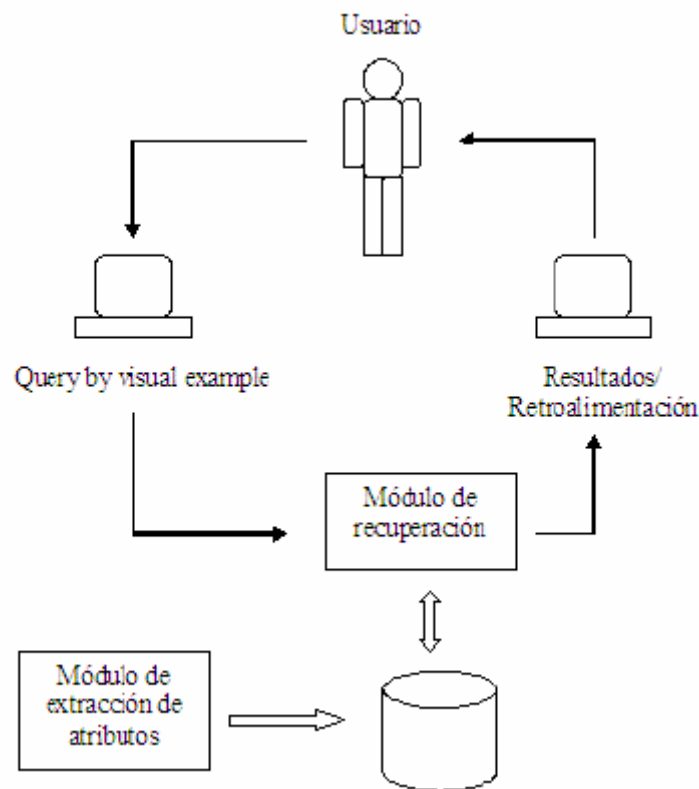 Usuario
Query by visual example
Resultados/
Retroalimentación
Módulo de
recuperación
Módulo de
extracción de
atributos